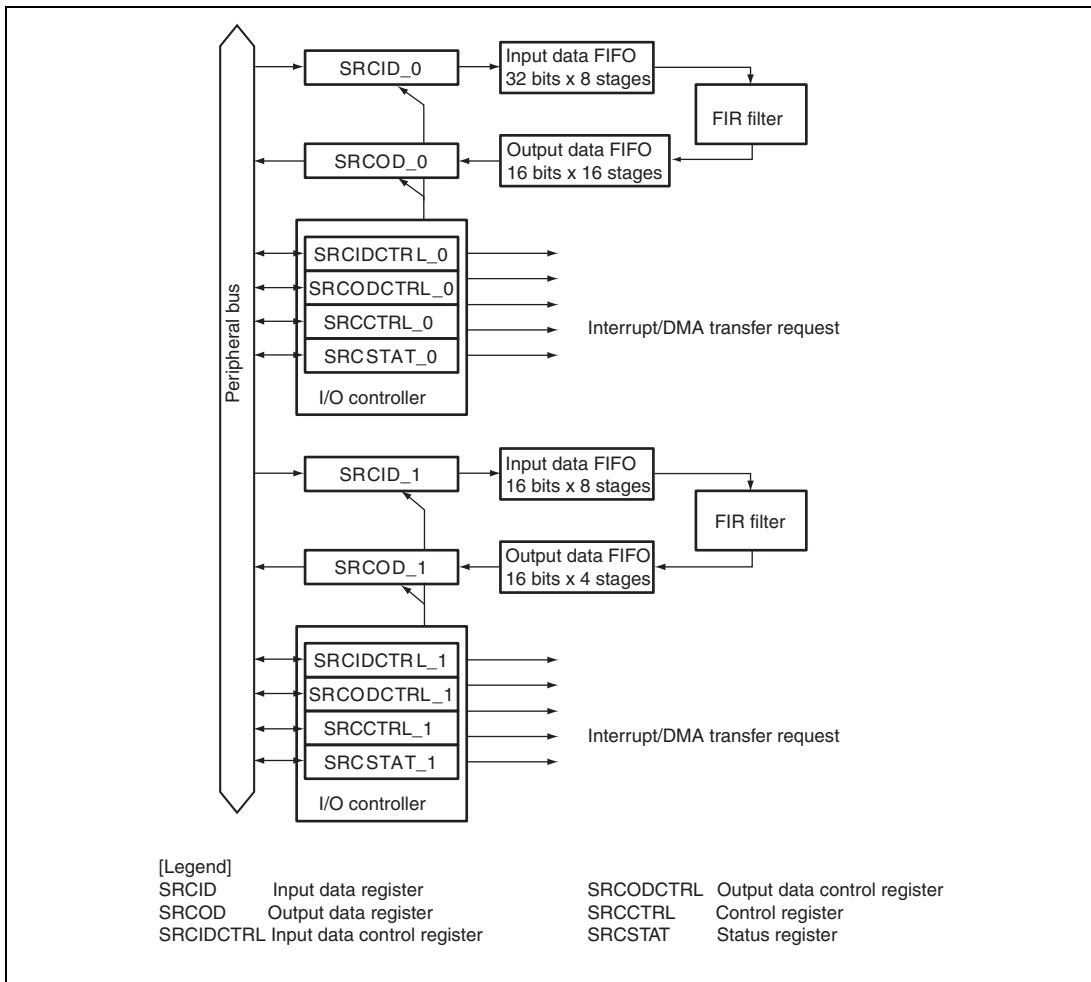 SRCID_0
Input data FIFO
32 bits x 8 stages
FIR filter
SRCOD_0
Output data FIFO
16 bits x 16 stages
Peripheral bus
SRCIDCTRL_0
SRCODCTRL_0
SRCCTRL_0
SRCSTAT_0
I/O controller
Interrupt/DMA transfer request
SRCID_1
Input data FIFO
16 bits x 8 stages
FIR filter
SRCOD_1
Output data FIFO
16 bits x 4 stages
SRCIDCTRL_1
SRCODCTRL_1
SRCCTRL_1
SRCSTAT_1
I/O controller
Interrupt/DMA transfer request
[Legend]
SRCID Input data register
SRCOD Output data register
SRCIDCTRL Input data control register
SRCODCTRL Output data control register
SRCCTRL Control register
SRCSTAT Status register